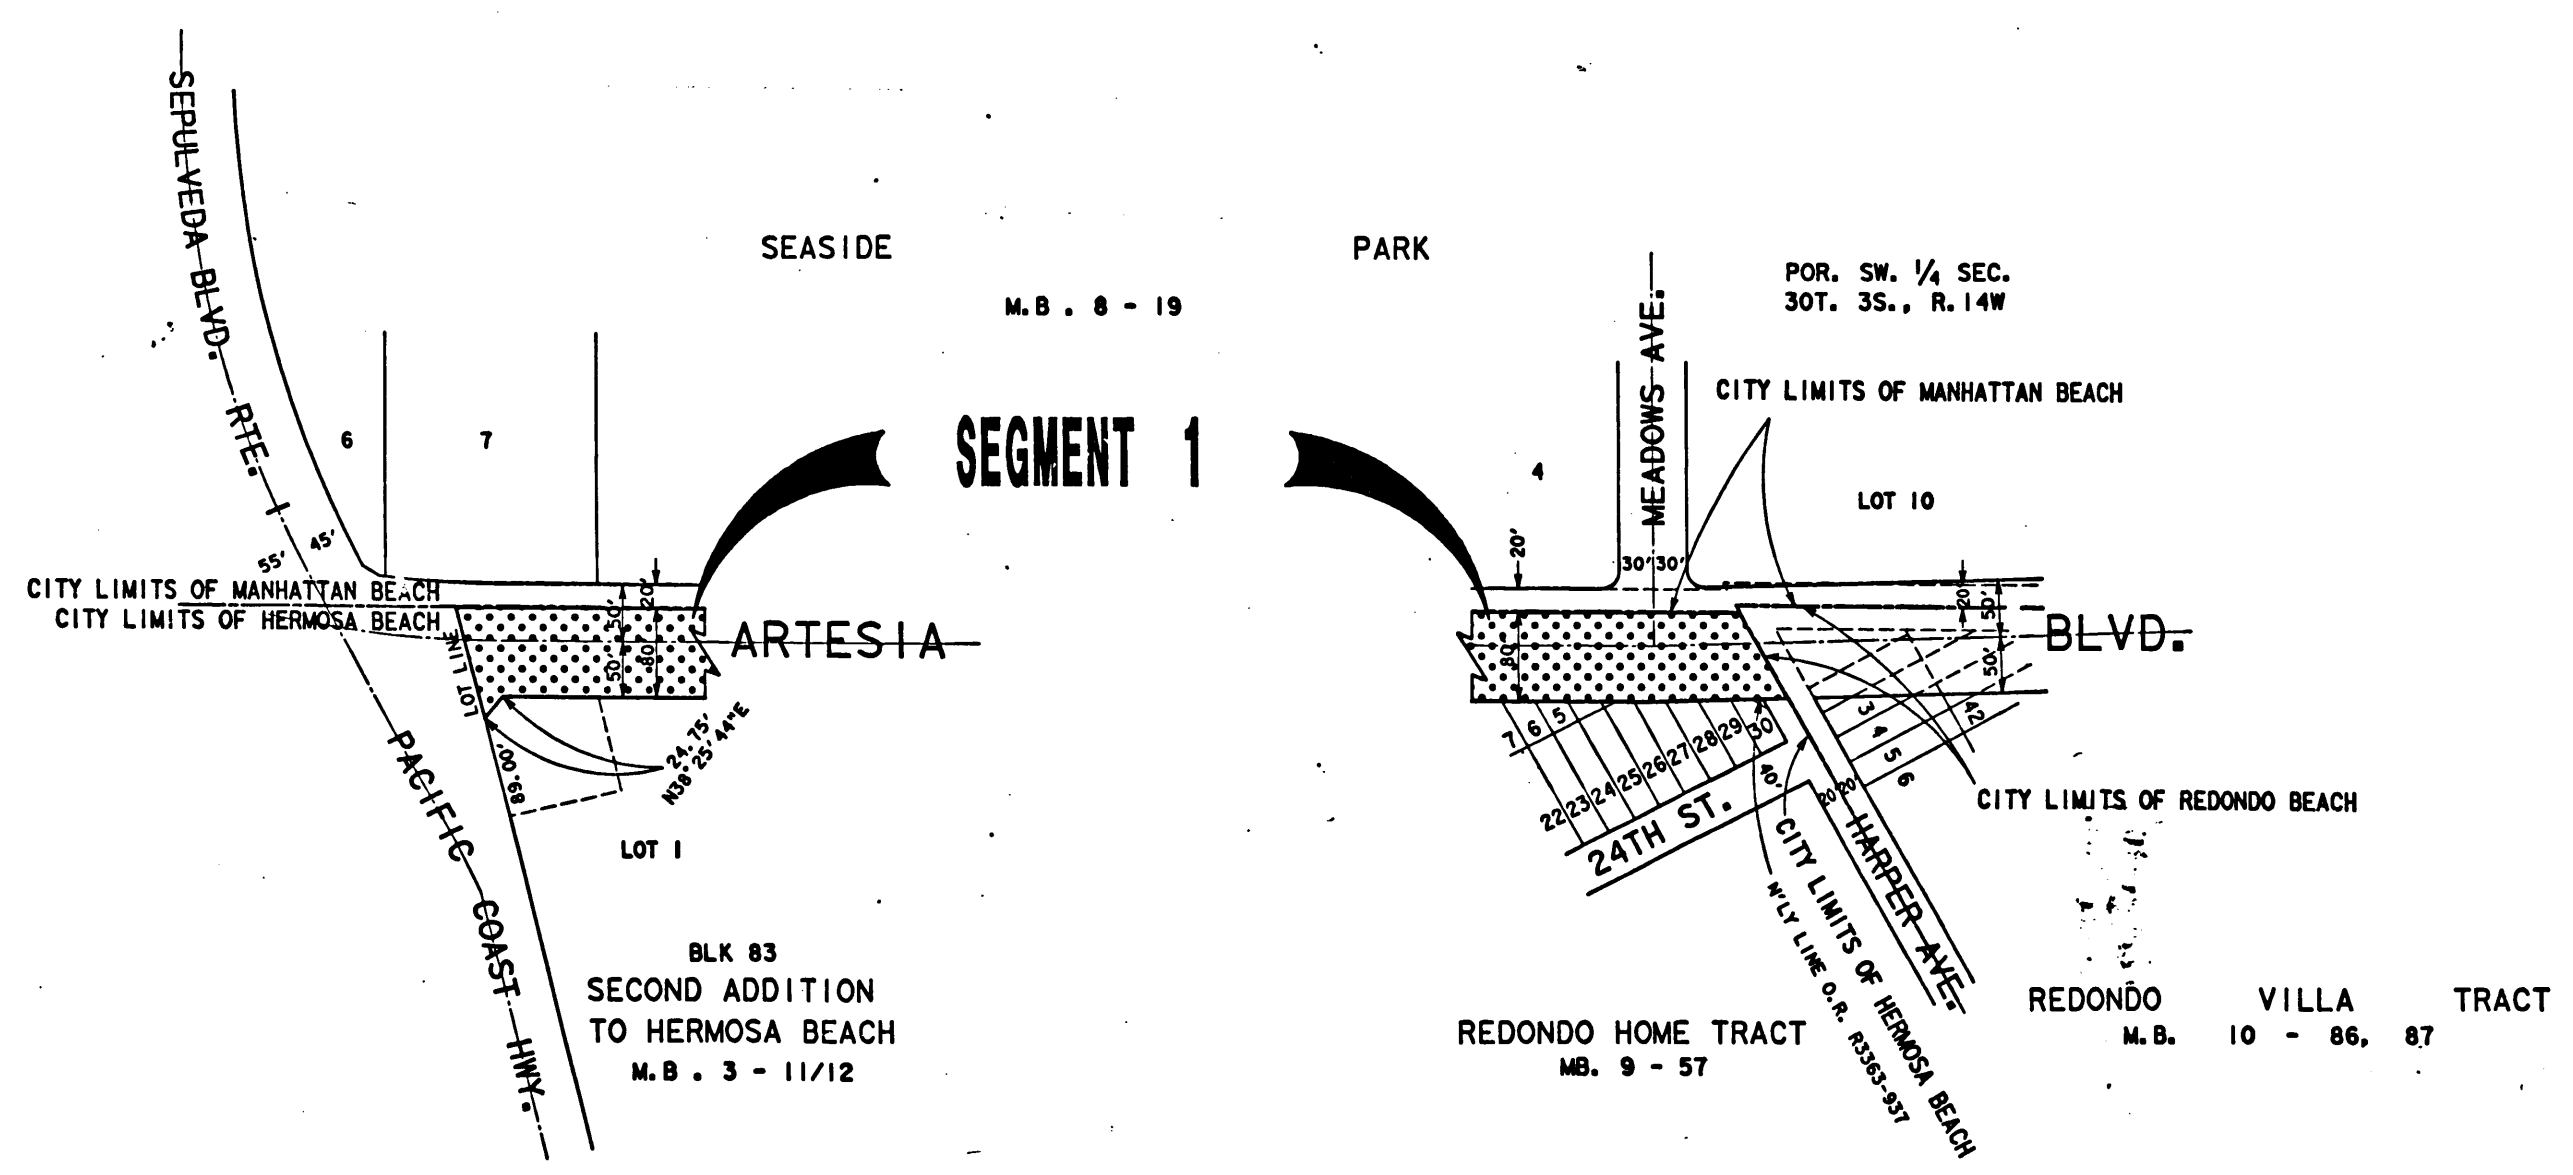 SEPULVEDA BLVD. RTE. 1
SEASIDE PARK
M.B. 8 - 19
POR. SW. 1/4 SEC.
30T. 3S., R.14W
MEADOWS AVE.
CITY LIMITS OF MANHATTAN BEACH
6
7
SEGMENT 1
4
LOT 10
55'
45'
20'
30'
30'
CITY LIMITS OF MANHATTAN BEACH
CITY LIMITS OF HERMOSA BEACH
LOT LINE
50'
20'
50'
80'
ARTESIA
80'
20'
50'
50'
BLVD.
24.75'
N38°25'44"E
89.00'
7
6
5
22
23
24
25
26
27
28
29
30
3
4
5
6
42
40'
20'
20'
24TH ST.
CITY LIMITS OF REDONDO BEACH
HARPER AVE.
CITY LIMITS OF HERMOSA BEACH
N'LY LINE O.R. R3363-937
PACIFIC COAST HWY.
LOT 1
BLK 83
SECOND ADDITION
TO HERMOSA BEACH
M.B. 3 - 11/12
REDONDO HOME TRACT
MB. 9 - 57
REDONDO VILLA TRACT
M.B. 10 - 86, 87